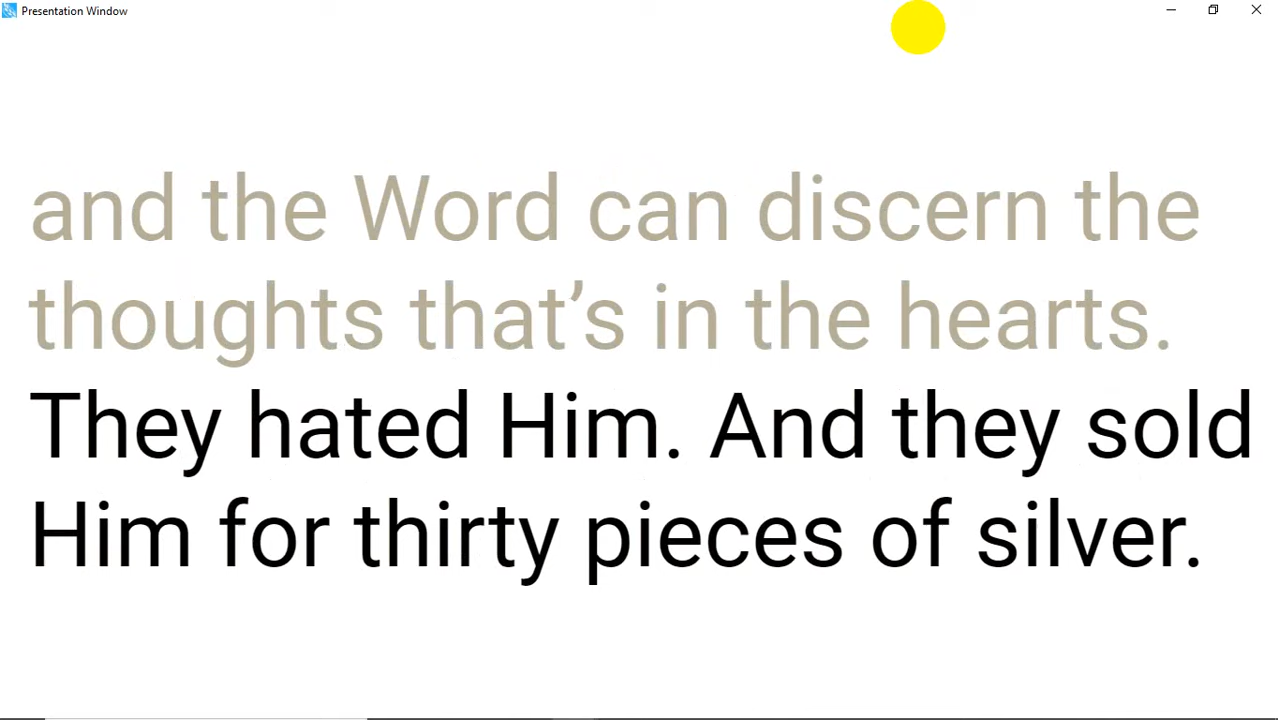 Presentation Window
and the Word can discern the
thoughts that’s in the hearts.
They hated Him. And they sold
Him for thirty pieces of silver.